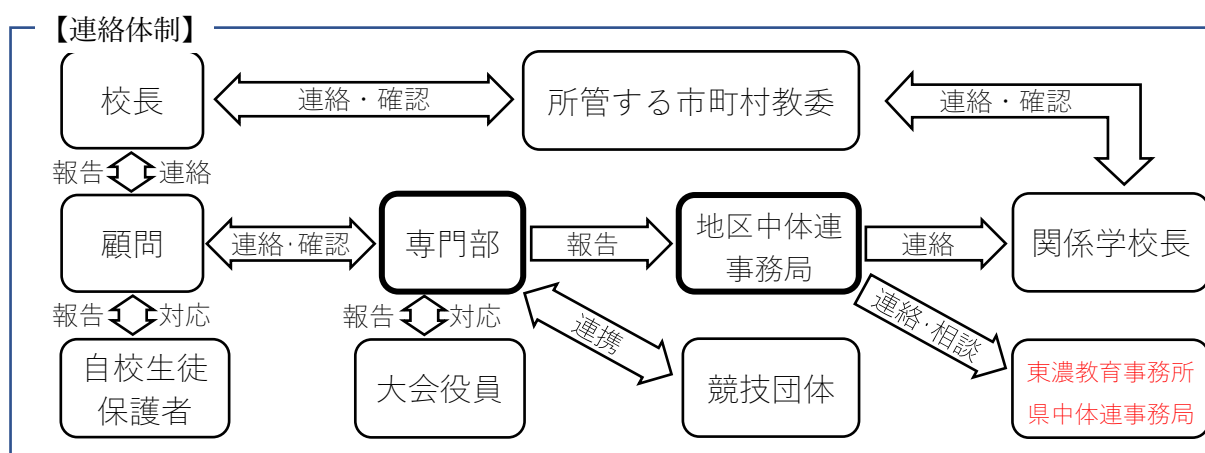 【連絡体制】
校長
連絡・確認
所管する市町村教委
連絡・確認
報告
連絡
顧問
連絡・確認
専門部
報告
地区中体連
事務局
連絡
関係学校長
報告
対応
報告
対応
連携
連絡・相談
自校生徒
保護者
大会役員
競技団体
東濃教育事務所
県中体連事務局